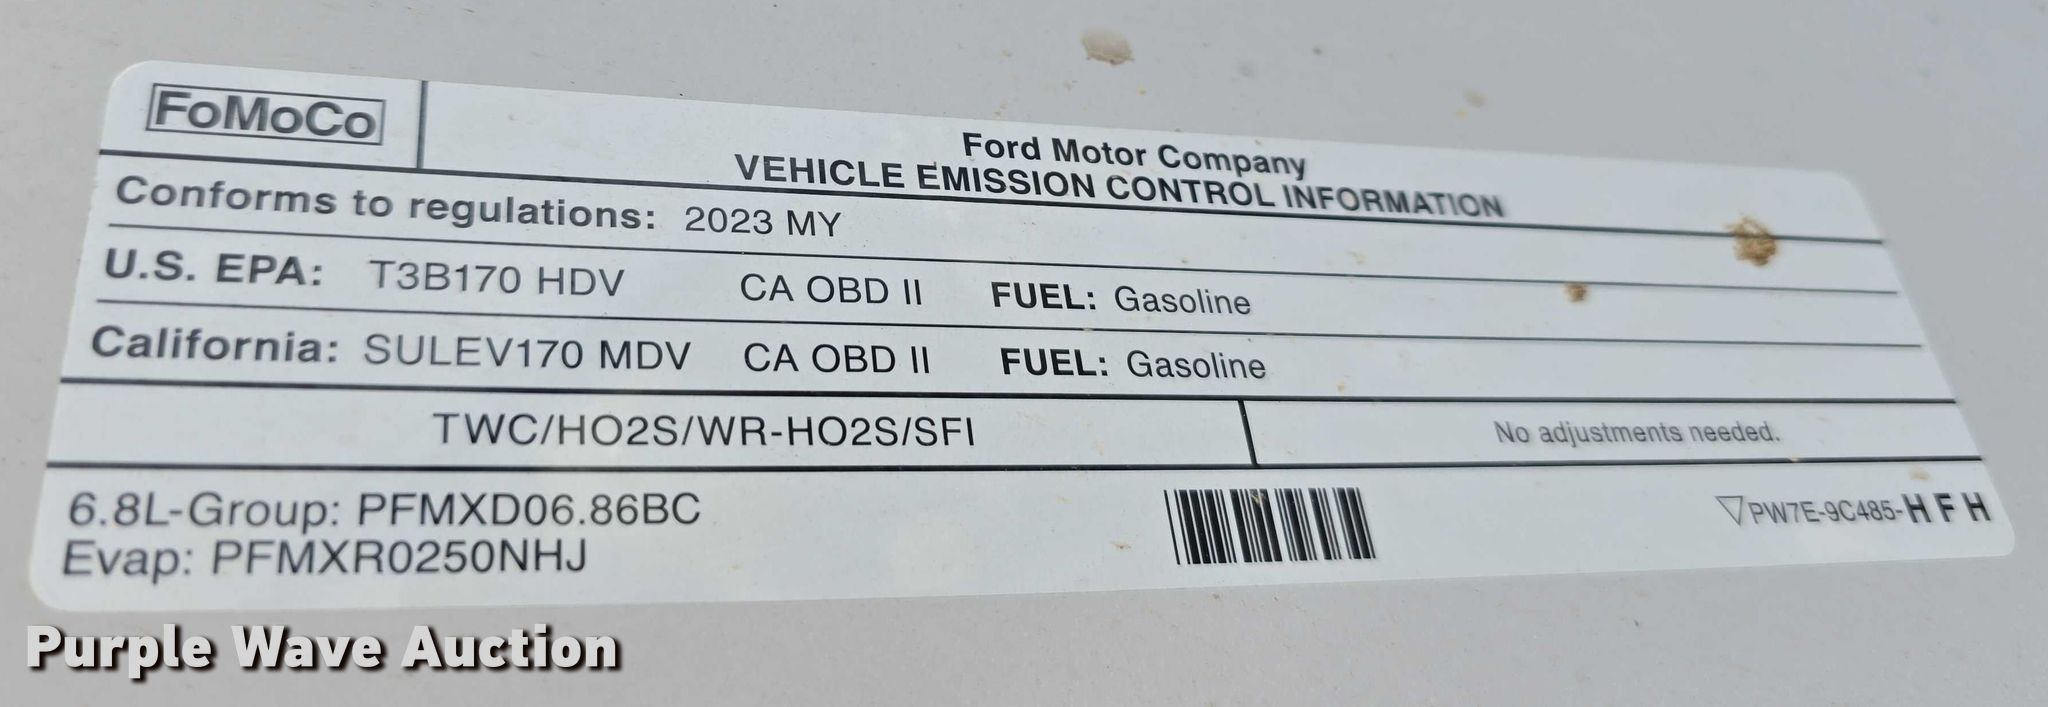 FoMoCo
Ford Motor Company
VEHICLE EMISSION CONTROL INFORMATION
Conforms to regulations: 2023 MY
U.S. EPA: T3B170 HDV CA OBD II FUEL: Gasoline
California: SULEV170 MDV CA OBD II FUEL: Gasoline
TWC/HO2S/WR-HO2S/SFI No adjustments needed.
6.8L-Group: PFMXD06.86BC
Evap: PFMXR0250NHJ
PW7E-9C485-H F H
Purple Wave Auction